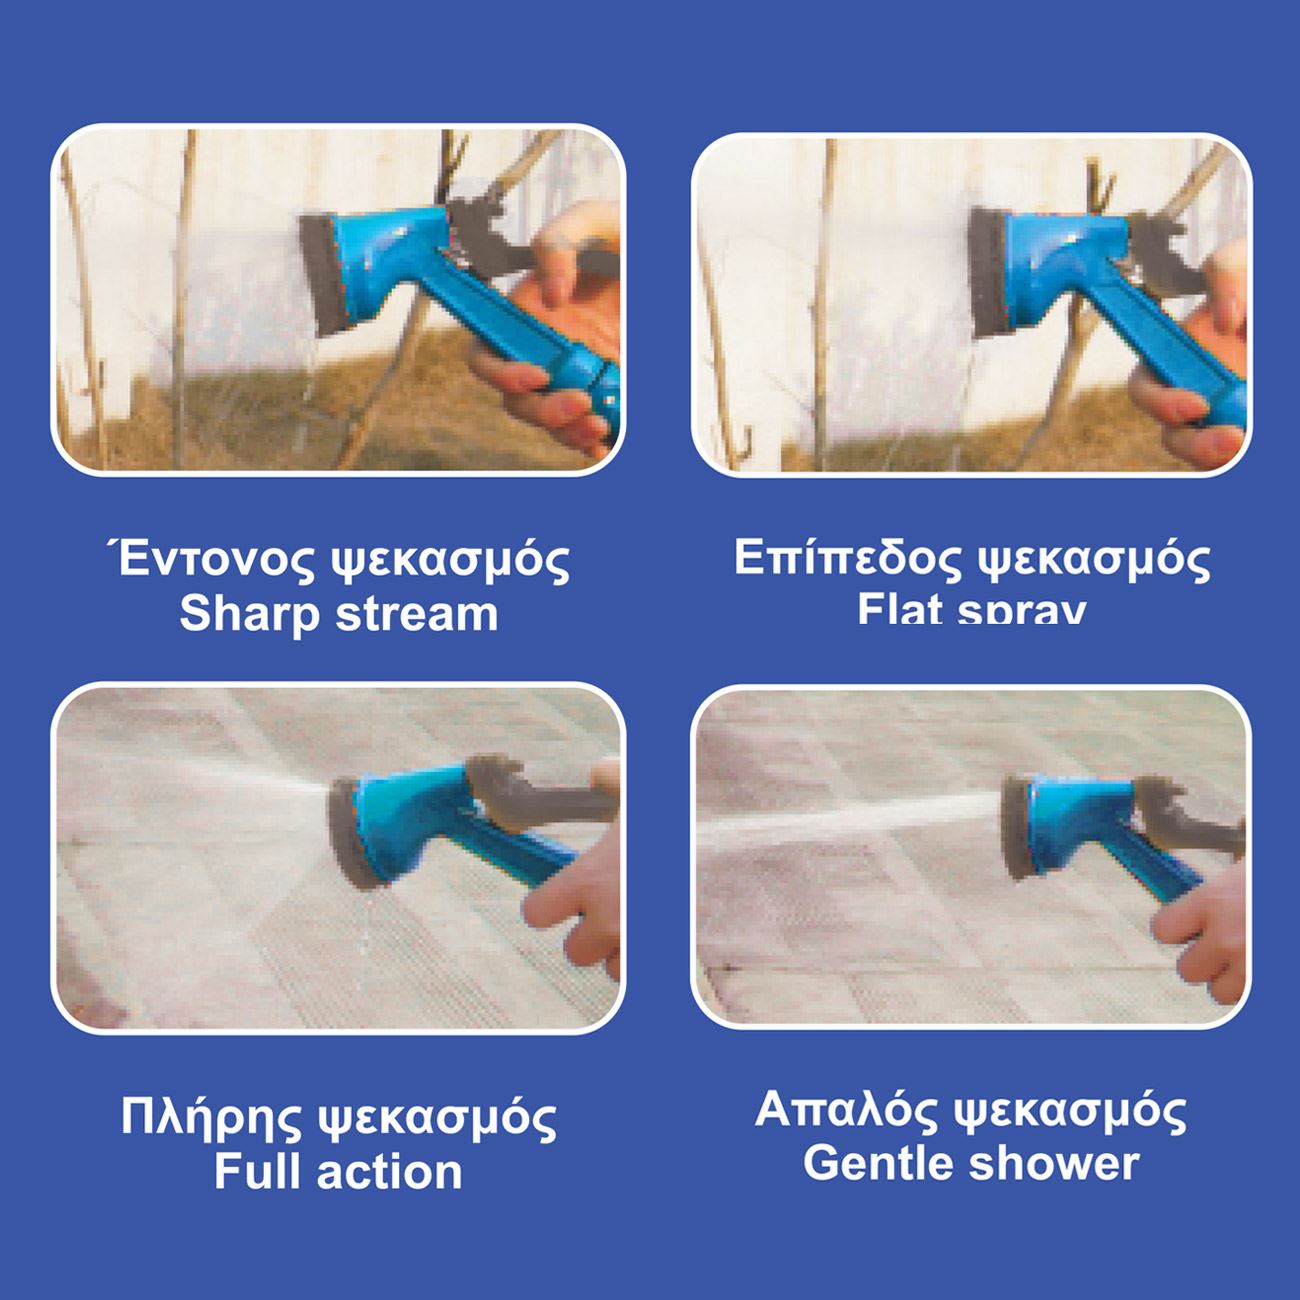 Έντονος ψεκασμός
Sharp stream
Επίπεδος ψεκασμός
Flat spray
Πλήρης ψεκασμός
Full action
Απαλός ψεκασμός
Gentle shower